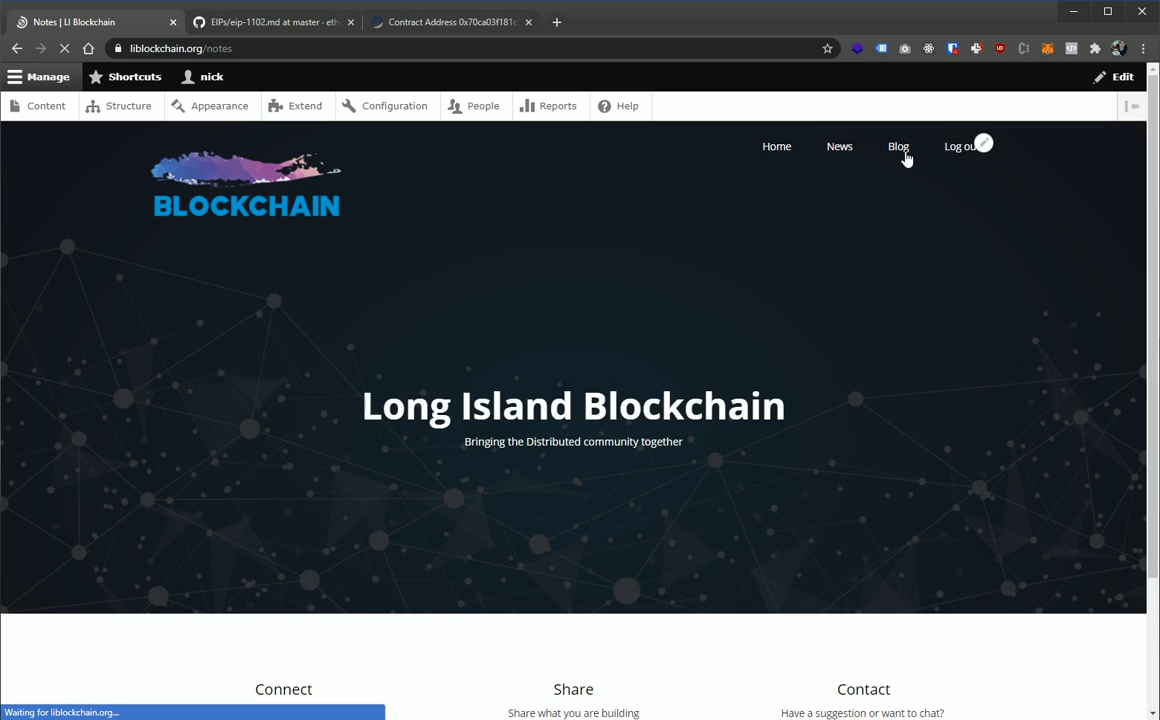 Notes | LI Blockchain
EIPs/eip-1102.md at master · eth
Contract Address 0x70ca03f181c
liblockchain.org/notes
Manage
Shortcuts
nick
Edit
Content
Structure
Appearance
Extend
Configuration
People
Reports
Help
Home
News
Blog
Log ou
BLOCKCHAIN
Long Island Blockchain
Bringing the Distributed community together
Connect
Share
Contact
Share what you are building
Have a suggestion or want to chat?
Waiting for liblockchain.org...